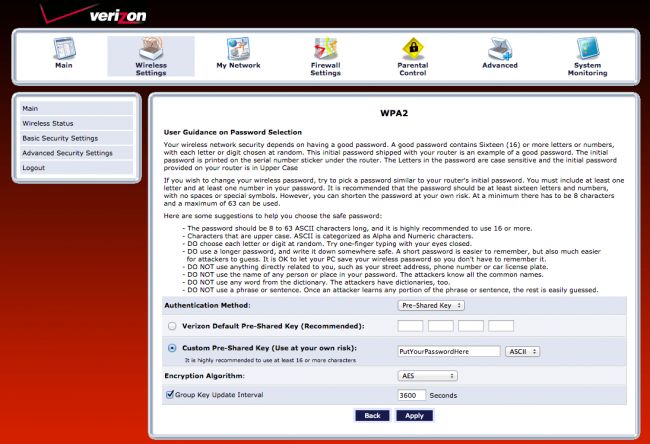 verizon
Main
Wireless
Settings
My Network
Firewall
Settings
Parental
Control
Advanced
System
Monitoring
Main
Wireless Status
Basic Security Settings
Advanced Security Settings
Logout
WPA2
User Guidance on Password Selection
Your wireless network security depends on having a good password. A good password contains Sixteen (16) or more letters or numbers,
with each letter or digit chosen at random. This initial password shipped with your router is an example of a good password. The initial
password is printed on the serial number sticker under the router. The Letters in the password are case sensitive and the initial password
provided on your router is in Upper Case
If you wish to change your wireless password, try to pick a password similar to your router's initial password. You must include at least one
letter and at least one number in your password. It is recommended that the password should be at least sixteen letters and numbers,
with no spaces or special symbols. However, you can shorten the password at your own risk. At a minimum there has to be 8 characters
and a maximum of 63 can be used.
Here are some suggestions to help you choose the safe password:
- The password should be 8 to 63 ASCII characters long, and it is highly recommended to use 16 or more.
- Characters that are upper case. ASCII is categorized as Alpha and Numeric characters.
- DO choose each letter or digit at random. Try one-finger typing with your eyes closed.
- DO use a longer password, and write it down somewhere safe. A short password is easier to remember, but also much easier
for attackers to guess. It is OK to let your PC save your wireless password so you don't have to remember it.
- DO NOT use anything directly related to you, such as your street address, phone number or car license plate.
- DO NOT use the name of any person or place in your password. The attackers know all the common names.
- DO NOT use any word from the dictionary. The attackers have dictionaries, too.
- DO NOT use a phrase or sentence. Once an attacker learns any portion of the phrase or sentence, the rest is easily guessed.
Authentication Method: Pre-Shared Key
Verizon Default Pre-Shared Key (Recommended):
Custom Pre-Shared Key (Use at your own risk): PutYourPasswordHere ASCII
It is highly recommended to use at least 16 or more characters
Encryption Algorithm: AES
Group Key Update Interval 3600 Seconds
Back Apply